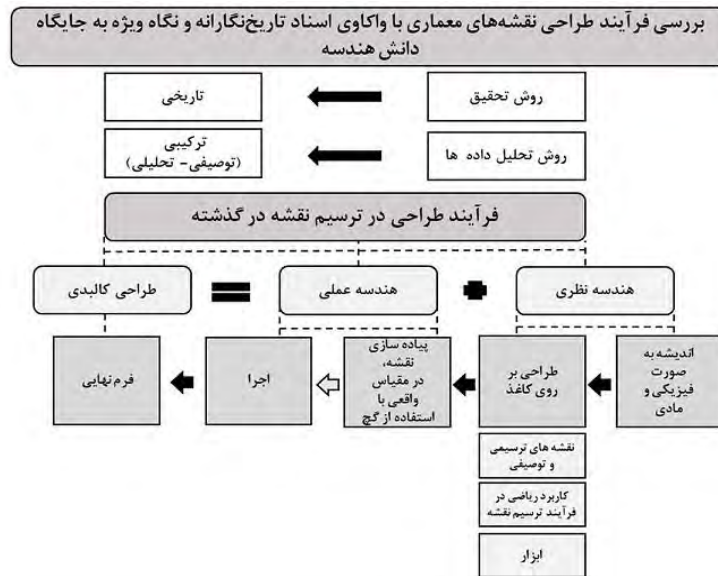 بررسی فرآیند طراحی نقشه‌های معماری با واکاوی اسناد تاریخ‌نگارانه و نگاه ویژه به جایگاه
دانش هندسه
روش تحقیق
تاریخی
روش تحلیل داده ها
ترکیبی
(توصیفی- تحلیلی)
فرآیند طراحی در ترسیم نقشه در گذشته
هندسه نظری
هندسه عملی
طراحی کالبدی
اندیشه به
صورت
فیزیکی و
مادی
طراحی بر
روی کاغذ
پیاده سازی
نقشه،
در مقیاس
واقعی با
استفاده از گچ
اجرا
فرم نهایی
نقشه های ترسیمی
و توصیفی
کاربرد ریاضی در
فرآیند ترسیم نقشه
ابزار